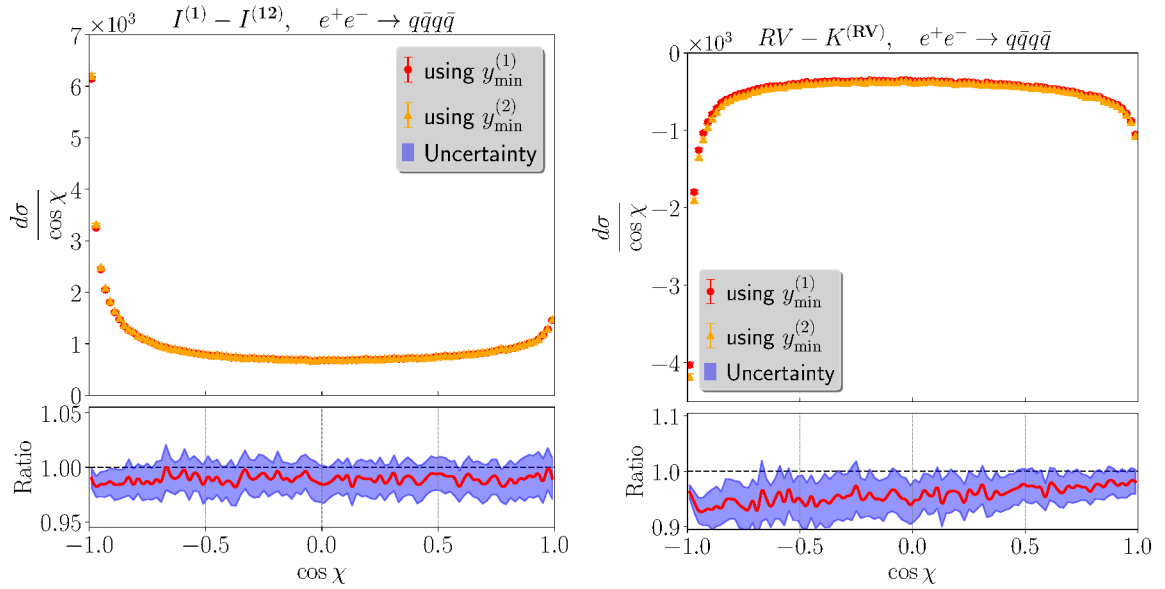 ×10³ I⁽¹⁾ − I⁽¹²⁾, e⁺e⁻ → qq̄qq̄
7
6
5
4
3
2
1
0
dσ
cos χ
using y_min^(1)
using y_min^(2)
Uncertainty
1.05
1.00
0.95
Ratio
−1.0 −0.5 0.0 0.5 1.0
cos χ
×10³ RV − K⁽ᴿⱽ⁾, e⁺e⁻ → qq̄qq̄
0
−1
−2
−3
−4
dσ
cos χ
using y_min^(1)
using y_min^(2)
Uncertainty
1.1
1.0
0.9
Ratio
−1.0 −0.5 0.0 0.5 1.0
cos χ